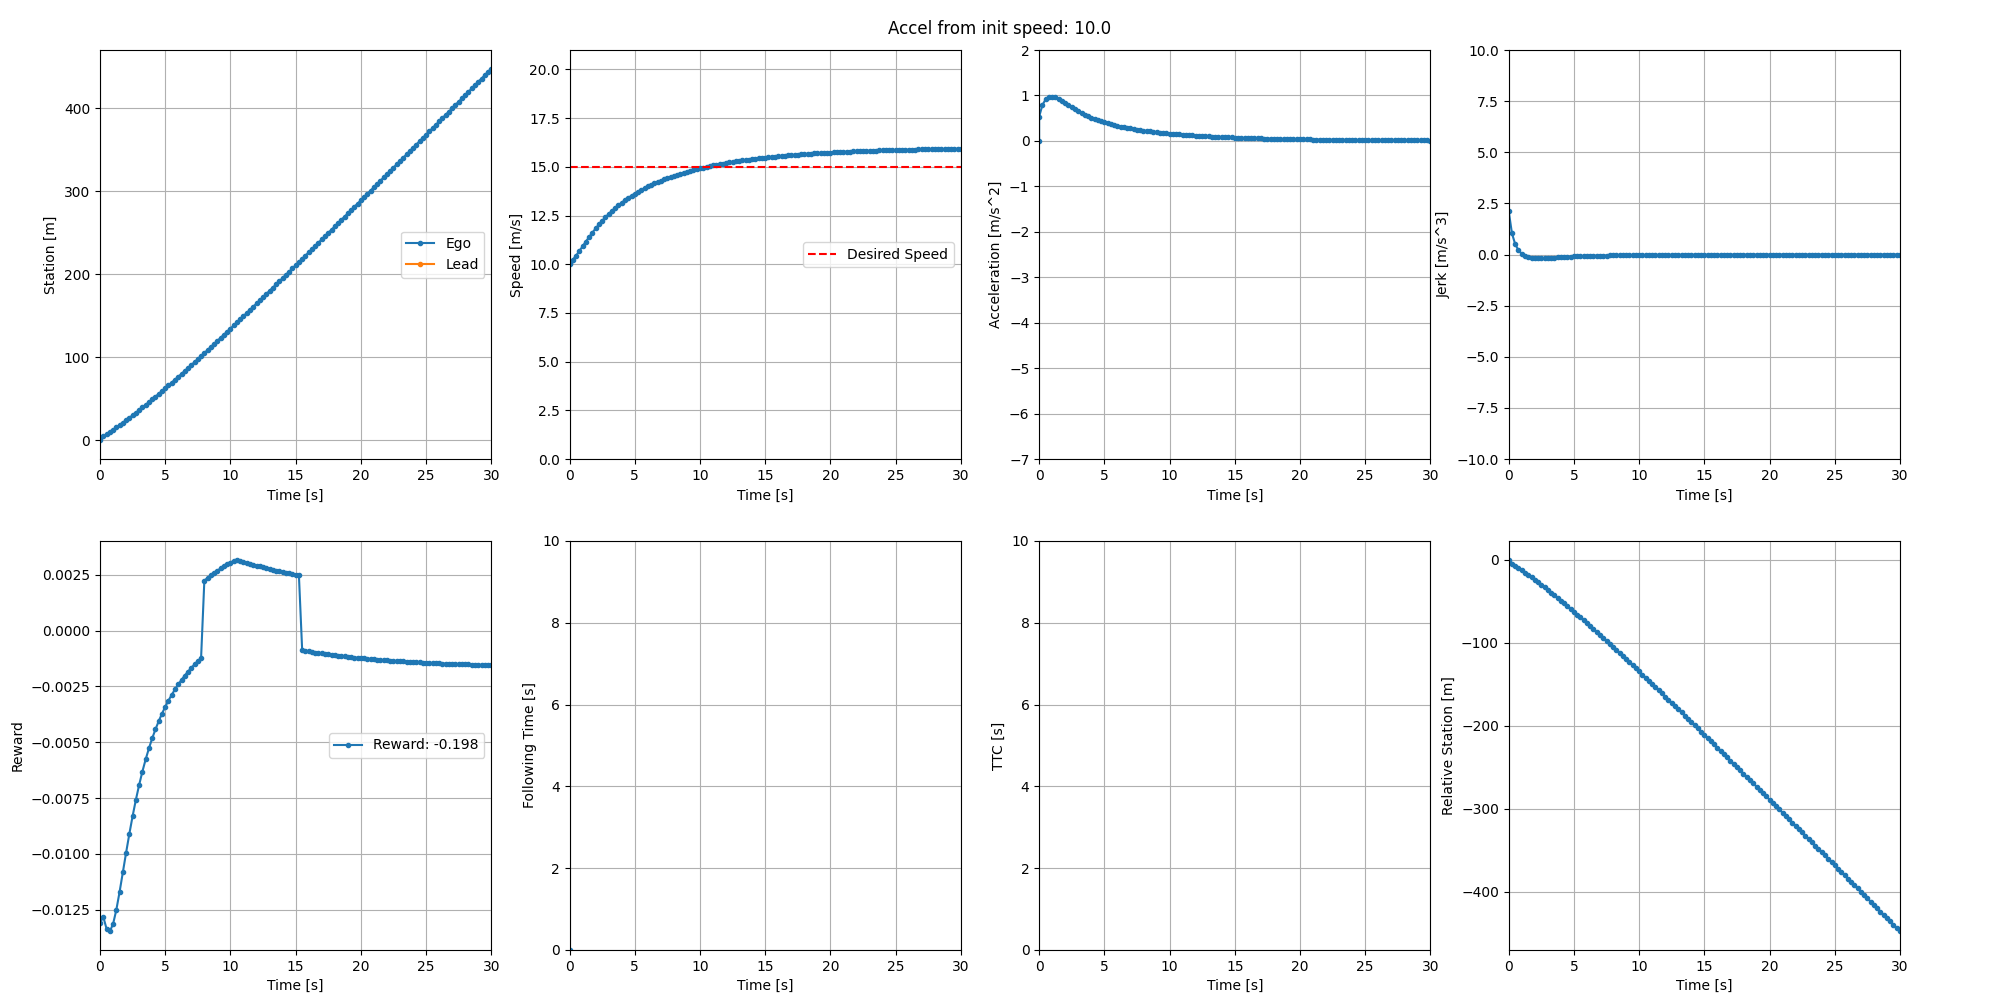 Accel from init speed: 10.0
Station [m]
400
300
200
100
0
Ego
Lead
0 5 10 15 20 25 30
Time [s]
Speed [m/s]
20.0
17.5
15.0
12.5
10.0
7.5
5.0
2.5
0.0
Desired Speed
0 5 10 15 20 25 30
Time [s]
Acceleration [m/s^2]
2
1
0
−1
−2
−3
−4
−5
−6
−7
0 5 10 15 20 25 30
Time [s]
Jerk [m/s^3]
10.0
7.5
5.0
2.5
0.0
−2.5
−5.0
−7.5
−10.0
0 5 10 15 20 25 30
Time [s]
Reward
0.0025
0.0000
−0.0025
−0.0050
−0.0075
−0.0100
−0.0125
Reward: -0.198
0 5 10 15 20 25 30
Time [s]
Following Time [s]
10
8
6
4
2
0
0 5 10 15 20 25 30
Time [s]
TTC [s]
10
8
6
4
2
0
0 5 10 15 20 25 30
Time [s]
Relative Station [m]
0
−100
−200
−300
−400
0 5 10 15 20 25 30
Time [s]